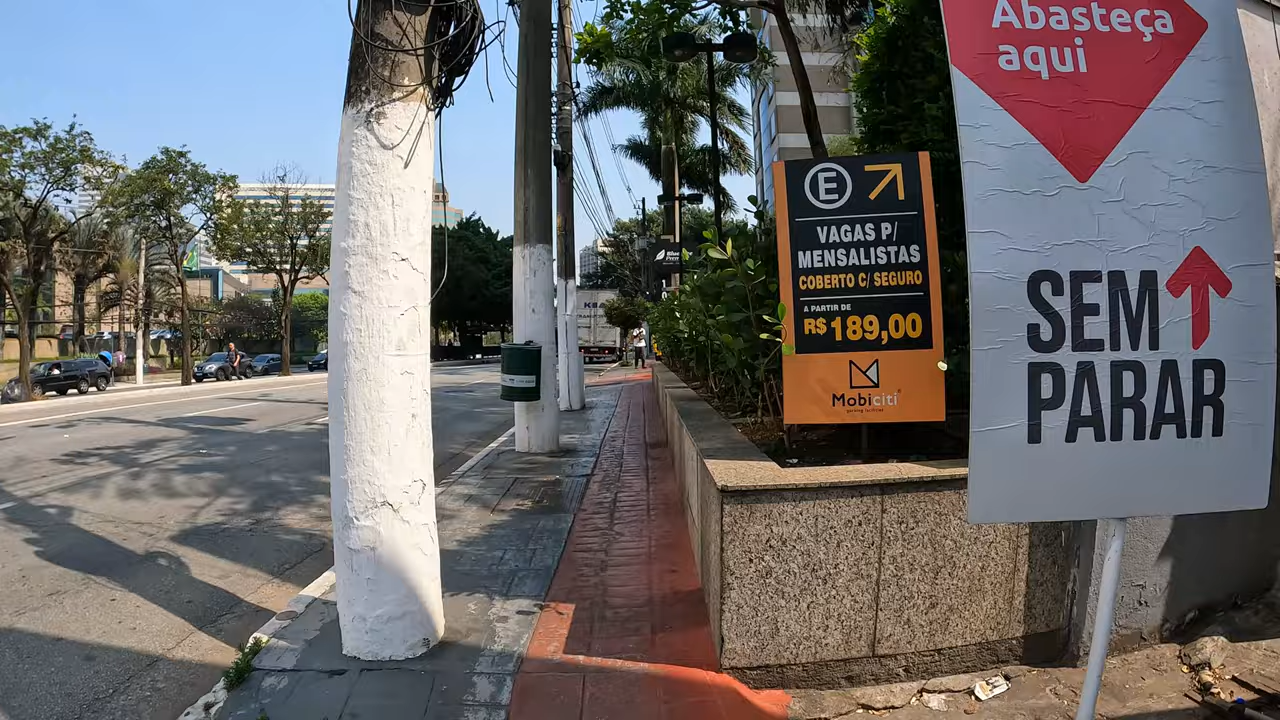 Abasteça
aqui
SEM
PARAR
E
VAGAS P/
MENSALISTAS
COBERTO C/ SEGURO
A PARTIR DE
R$ 189,00
Mobiciti